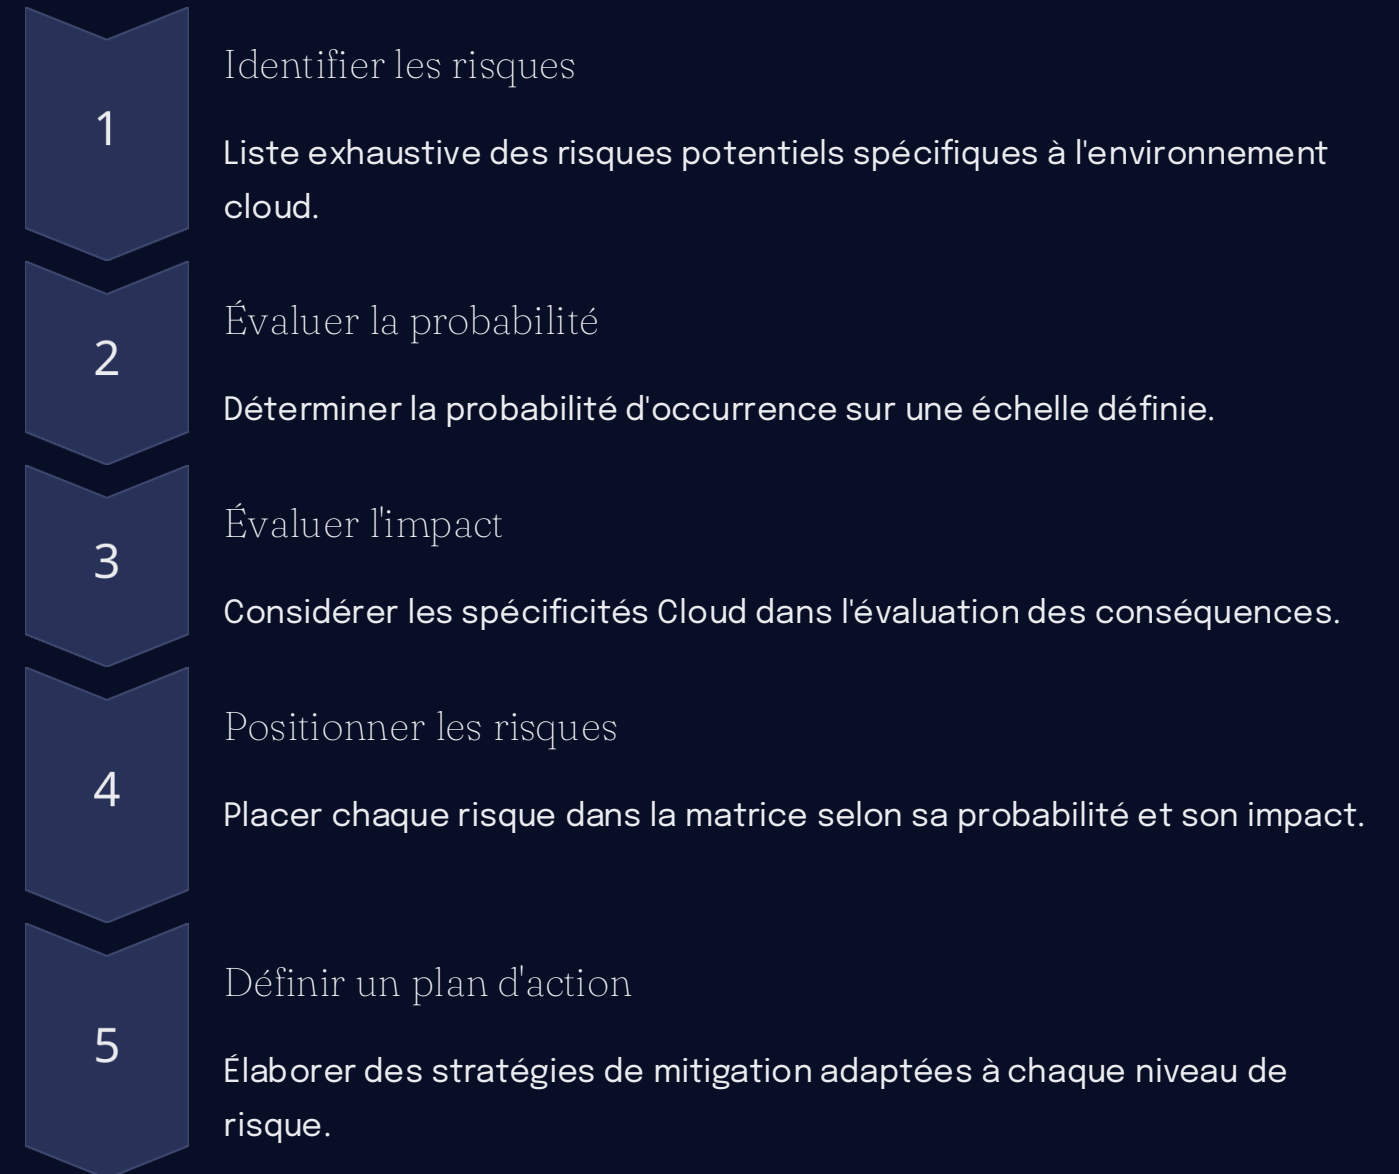 1
Identifier les risques
Liste exhaustive des risques potentiels spécifiques à l'environnement
cloud.
2
Évaluer la probabilité
Déterminer la probabilité d'occurrence sur une échelle définie.
3
Évaluer l'impact
Considérer les spécificités Cloud dans l'évaluation des conséquences.
4
Positionner les risques
Placer chaque risque dans la matrice selon sa probabilité et son impact.
5
Définir un plan d'action
Élaborer des stratégies de mitigation adaptées à chaque niveau de
risque.